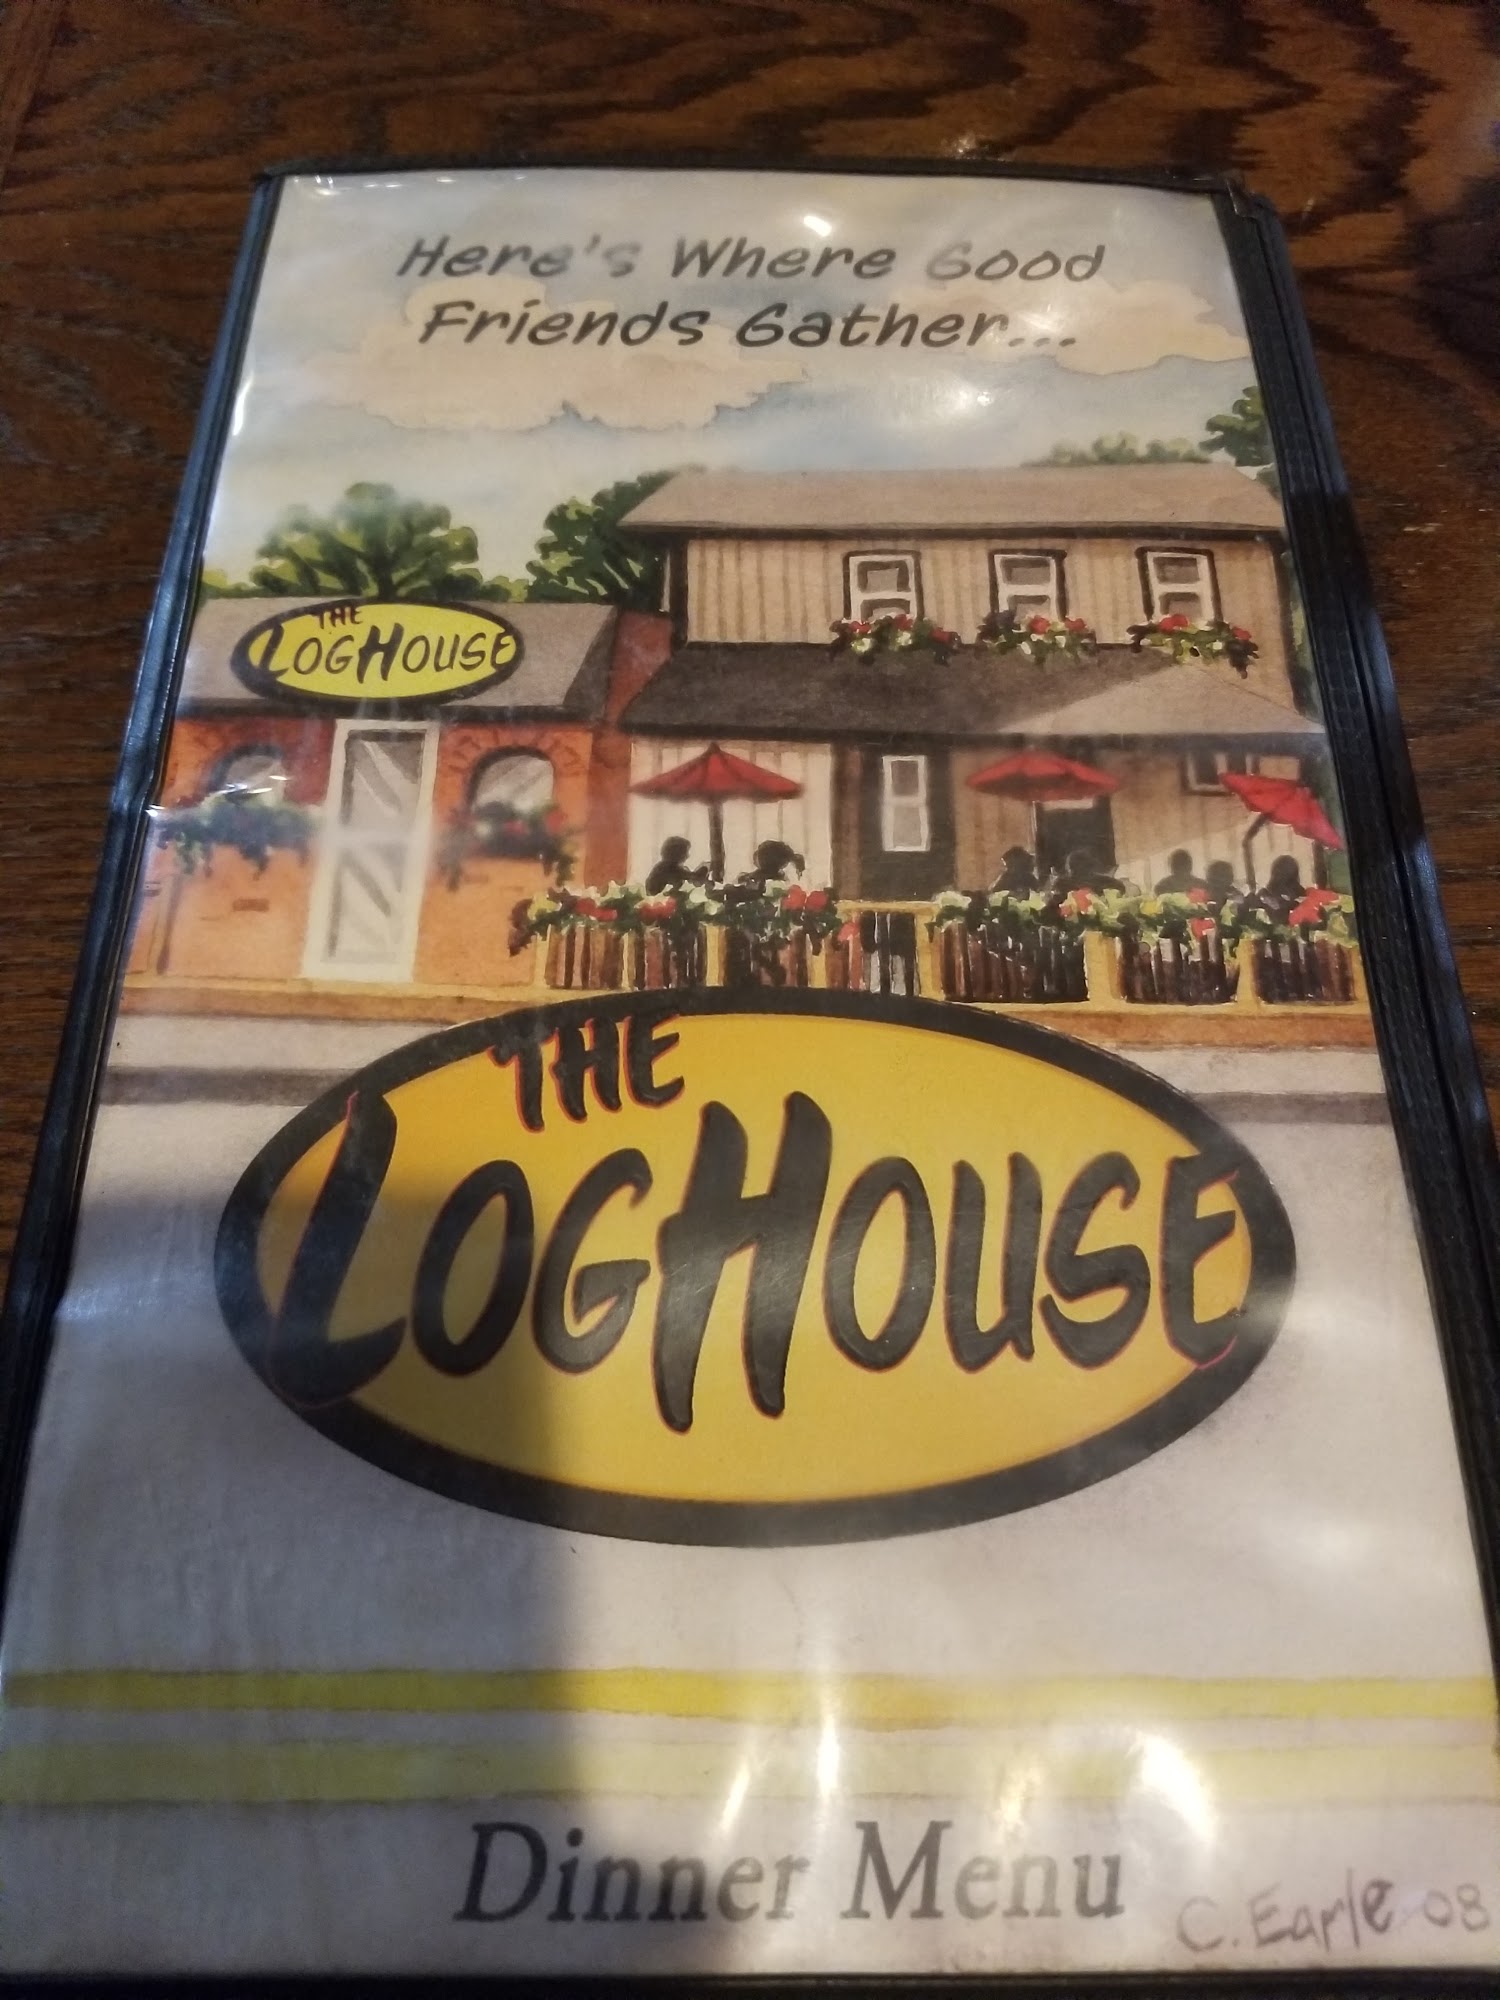 Here's Where Good
Friends Gather...
THE
LOGHOUSE
THE
LOGHOUSE
Dinner Menu
C. Earle 08